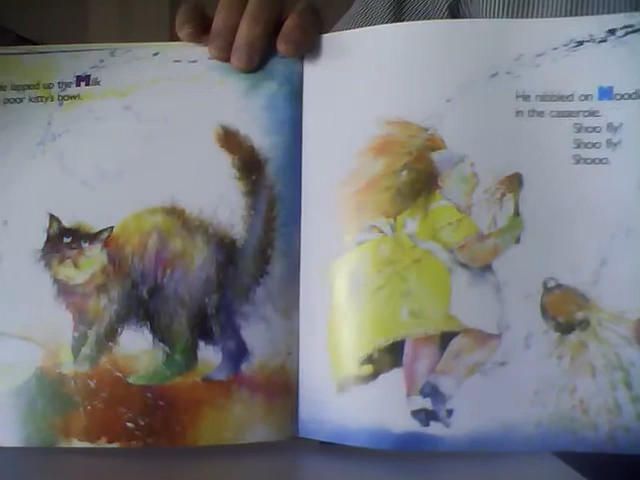 He lapped up the Milk
poor kitty's bowl.
He nibbled on Noodl
in the casserole.
Shoo fly!
Shoo fly!
Shooo.